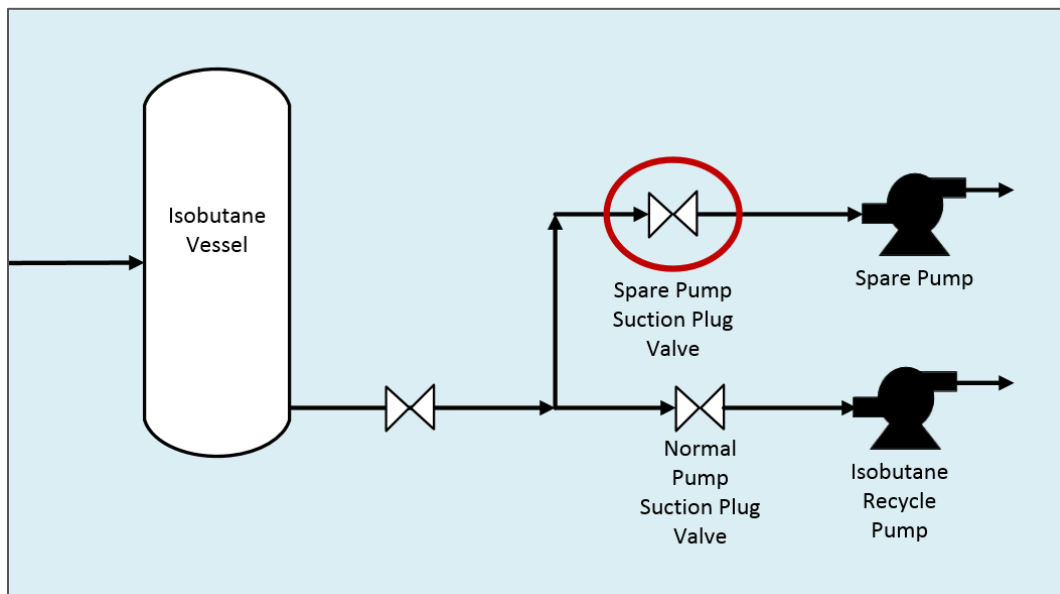 Isobutane
Vessel
Spare Pump
Suction Plug
Valve
Spare Pump
Normal
Pump
Suction Plug
Valve
Isobutane
Recycle
Pump